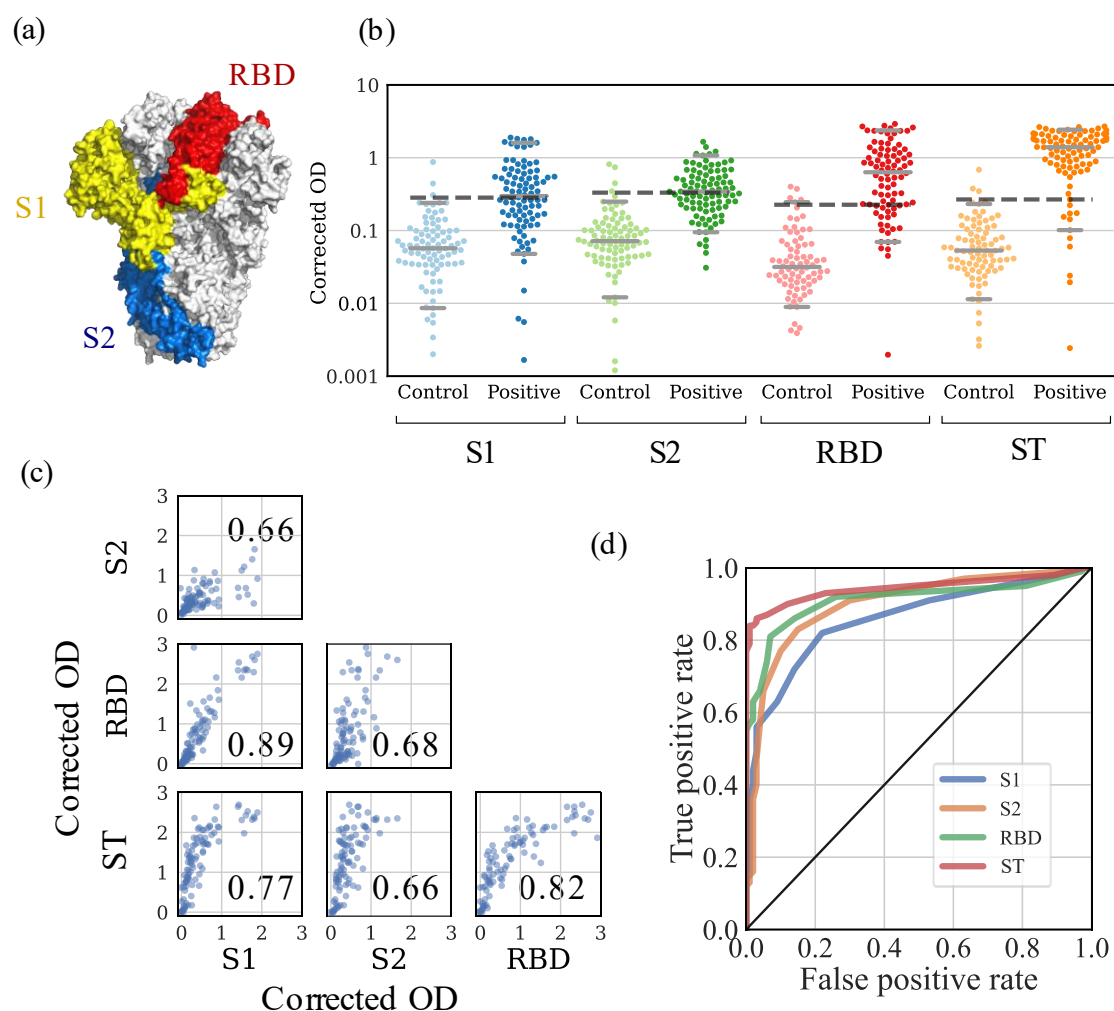 (a)
RBD
S1
S2
(b)
Correcetd OD
10
1
0.1
0.01
0.001
Control Positive Control Positive Control Positive Control Positive
S1 S2 RBD ST
(c)
Corrected OD
S2
3
2
1
0
0.66
RBD
3
2
1
0
0.89
0.68
ST
3
2
1
0
0.77
0.66
0.82
0 1 2 3 0 1 2 3 0 1 2 3
S1 S2 RBD
Corrected OD
(d)
True positive rate
1.0
0.8
0.6
0.4
0.2
0.0
S1
S2
RBD
ST
0.0 0.2 0.4 0.6 0.8 1.0
False positive rate